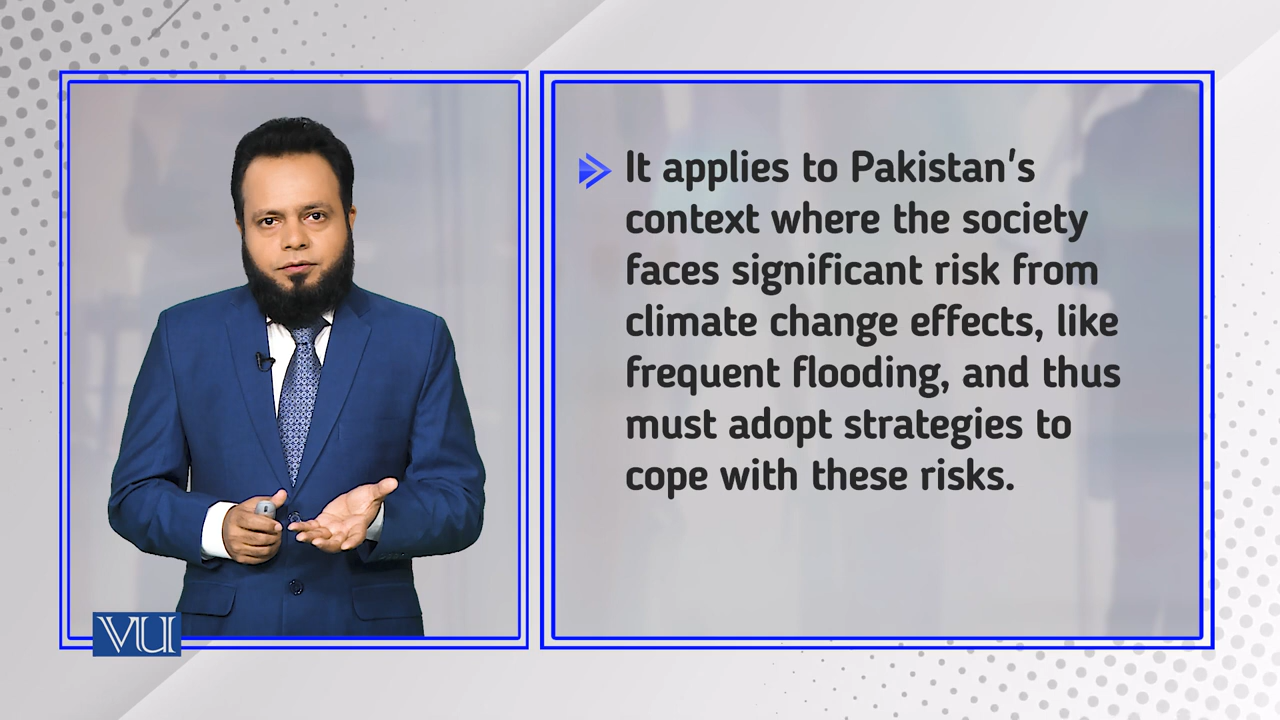 It applies to Pakistan's
context where the society
faces significant risk from
climate change effects, like
frequent flooding, and thus
must adopt strategies to
cope with these risks.
VU